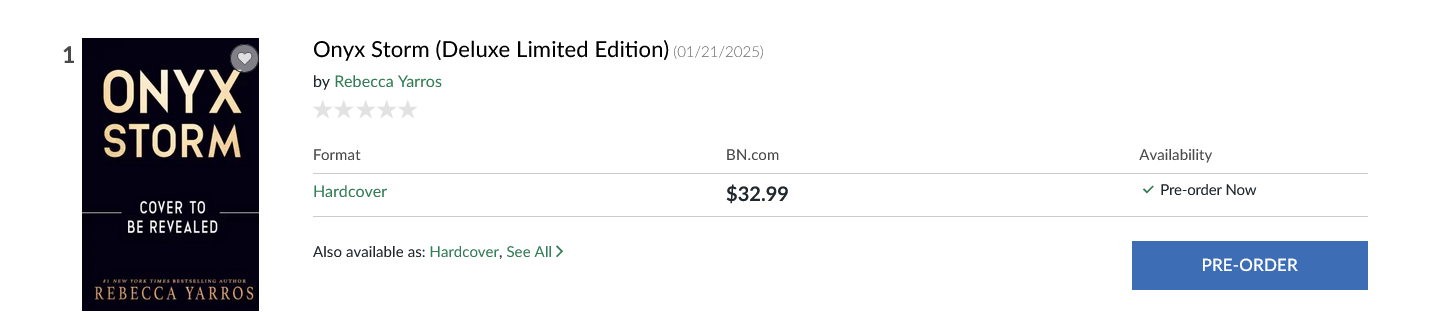 1
ONYX
STORM
COVER TO
BE REVEALED
#1 NEW YORK TIMES BESTSELLING AUTHOR
REBECCA YARROS
Onyx Storm (Deluxe Limited Edition) (01/21/2025)
by Rebecca Yarros
Format BN.com Availability
Hardcover $32.99 Pre-order Now
Also available as: Hardcover, See All
PRE-ORDER